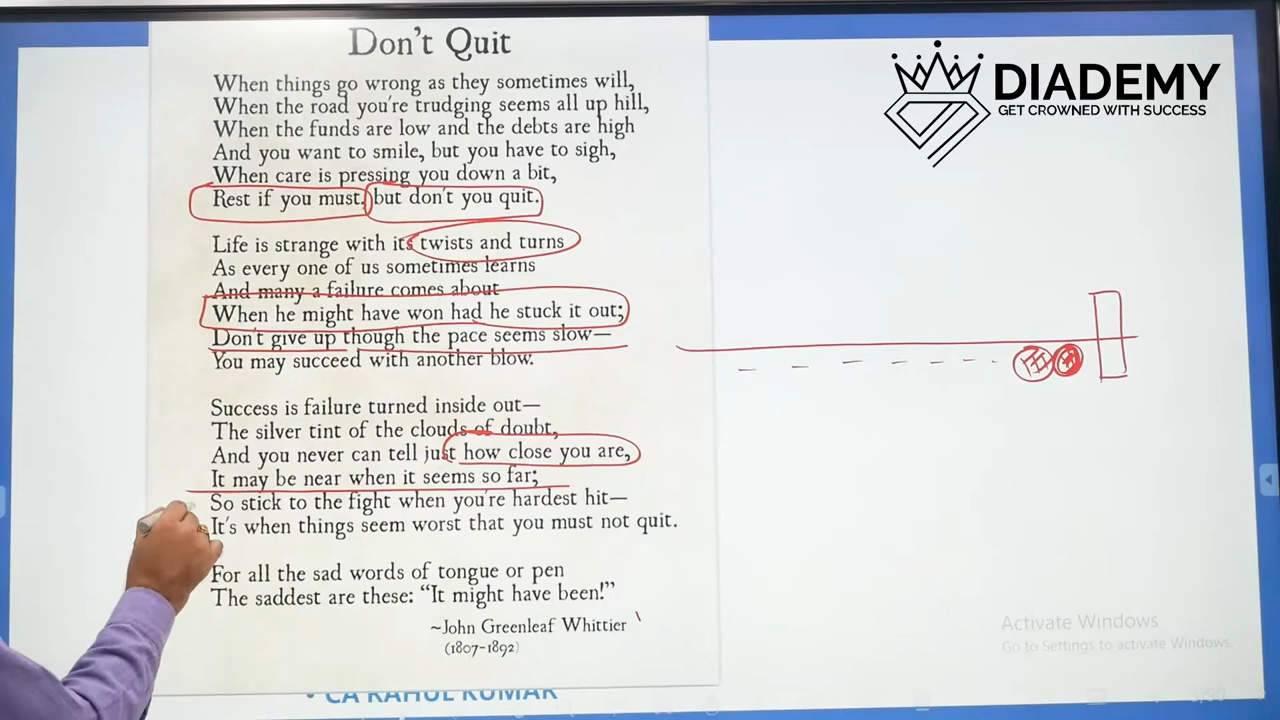 Don't Quit
When things go wrong as they sometimes will,
When the road you're trudging seems all up hill,
When the funds are low and the debts are high
And you want to smile, but you have to sigh,
When care is pressing you down a bit,
Rest if you must, but don't you quit.
Life is strange with its twists and turns
As every one of us sometimes learns
And many a failure comes about
When he might have won had he stuck it out;
Don't give up though the pace seems slow—
You may succeed with another blow.
Success is failure turned inside out—
The silver tint of the clouds of doubt,
And you never can tell just how close you are,
It may be near when it seems so far;
So stick to the fight when you're hardest hit—
It's when things seem worst that you must not quit.
For all the sad words of tongue or pen
The saddest are these: “It might have been!”
~John Greenleaf Whittier
(1807-1892)
• CA RAHUL KUMAR
DIADEMY
GET CROWNED WITH SUCCESS
Activate Windows
Go to Settings to activate Windows.